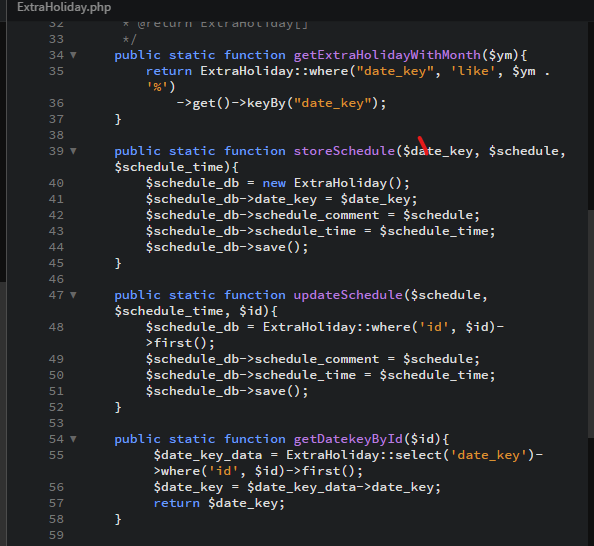 ExtraHoliday.php
32 * @return ExtraHoliday[]
33 */
34 public static function getExtraHolidayWithMonth($ym){
35 return ExtraHoliday::where("date_key", 'like', $ym .
'%')
36 ->get()->keyBy("date_key");
37 }
38
39 public static function storeSchedule($date_key, $schedule,
$schedule_time){
40 $schedule_db = new ExtraHoliday();
41 $schedule_db->date_key = $date_key;
42 $schedule_db->schedule_comment = $schedule;
43 $schedule_db->schedule_time = $schedule_time;
44 $schedule_db->save();
45 }
46
47 public static function updateSchedule($schedule,
$schedule_time, $id){
48 $schedule_db = ExtraHoliday::where('id', $id)-
>first();
49 $schedule_db->schedule_comment = $schedule;
50 $schedule_db->schedule_time = $schedule_time;
51 $schedule_db->save();
52 }
53
54 public static function getDatekeyById($id){
55 $date_key_data = ExtraHoliday::select('date_key')-
>where('id', $id)->first();
56 $date_key = $date_key_data->date_key;
57 return $date_key;
58 }
59